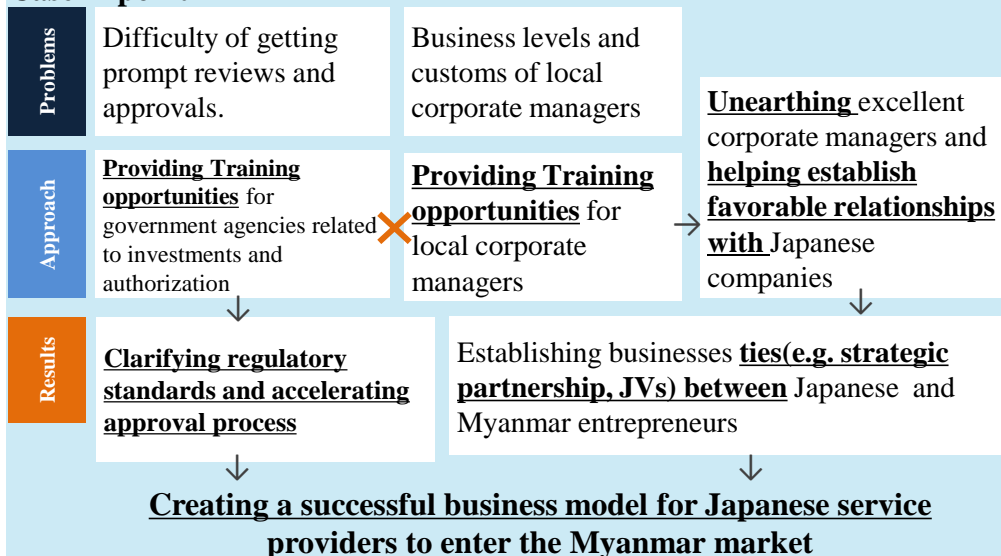 Problems
Difficulty of getting
prompt reviews and
approvals.
Business levels and
customs of local
corporate managers
Approach
Providing Training
opportunities for
government agencies related
to investments and
authorization
Providing Training
opportunities for
local corporate
managers
Unearthing excellent
corporate managers and
helping establish
favorable relationships
with Japanese
companies
Results
Clarifying regulatory
standards and accelerating
approval process
Establishing businesses ties(e.g. strategic
partnership, JVs) between Japanese and
Myanmar entrepreneurs
Creating a successful business model for Japanese service
providers to enter the Myanmar market